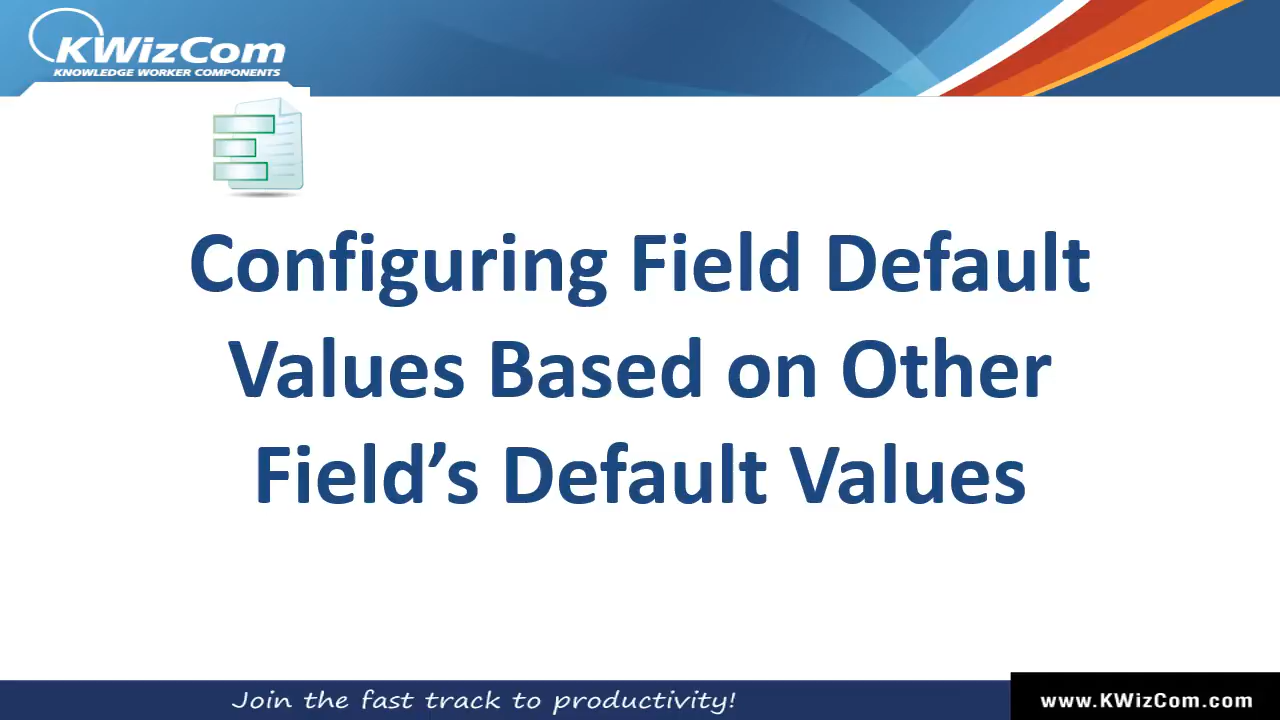 KWizCom
KNOWLEDGE WORKER COMPONENTS
Configuring Field Default
Values Based on Other
Field’s Default Values
Join the fast track to productivity!
www.KWizCom.com